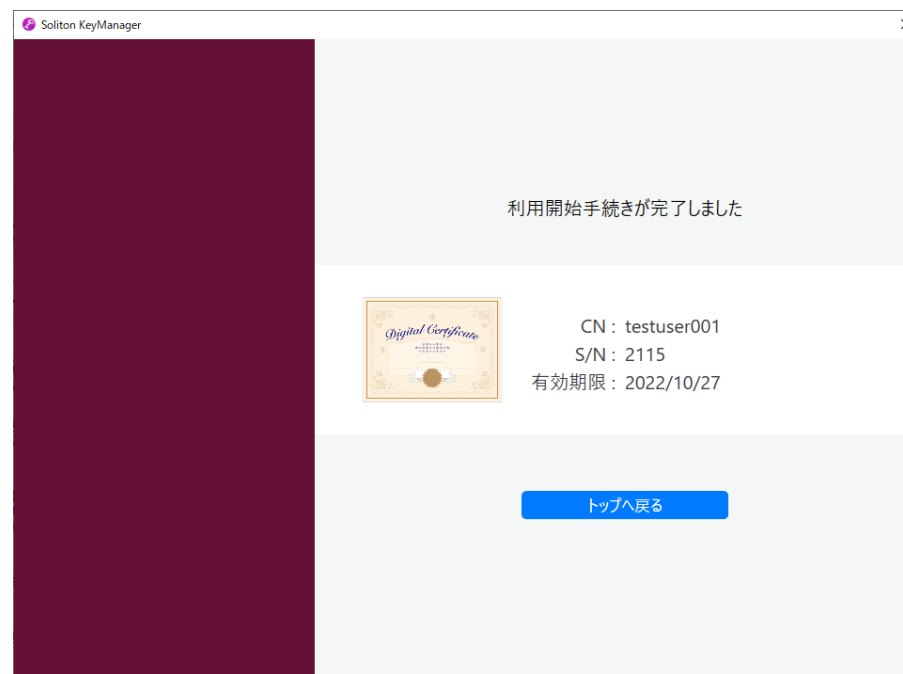 Soliton KeyManager
利用開始手続きが完了しました
Digital Certificate
CN : testuser001
S/N : 2115
有効期限 : 2022/10/27
トップへ戻る